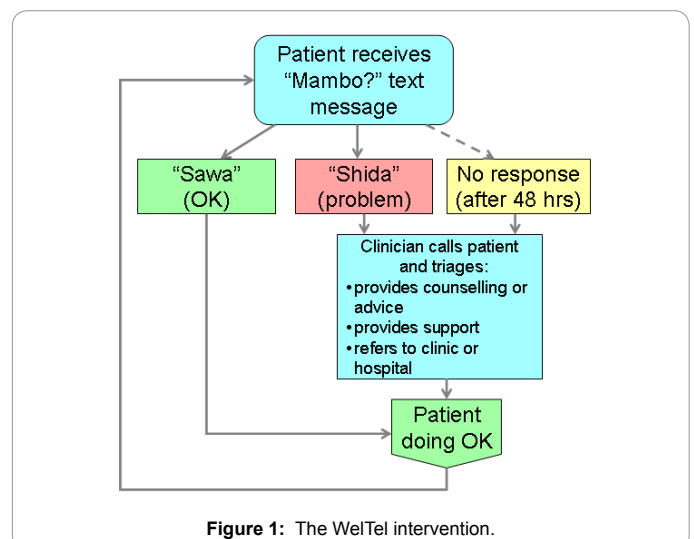 Patient receives
“Mambo?” text
message
“Sawa”
(OK)
“Shida”
(problem)
No response
(after 48 hrs)
Clinician calls patient
and triages:
•provides counselling or
advice
•provides support
•refers to clinic or
hospital
Patient
doing OK
Figure 1: The WelTel intervention.